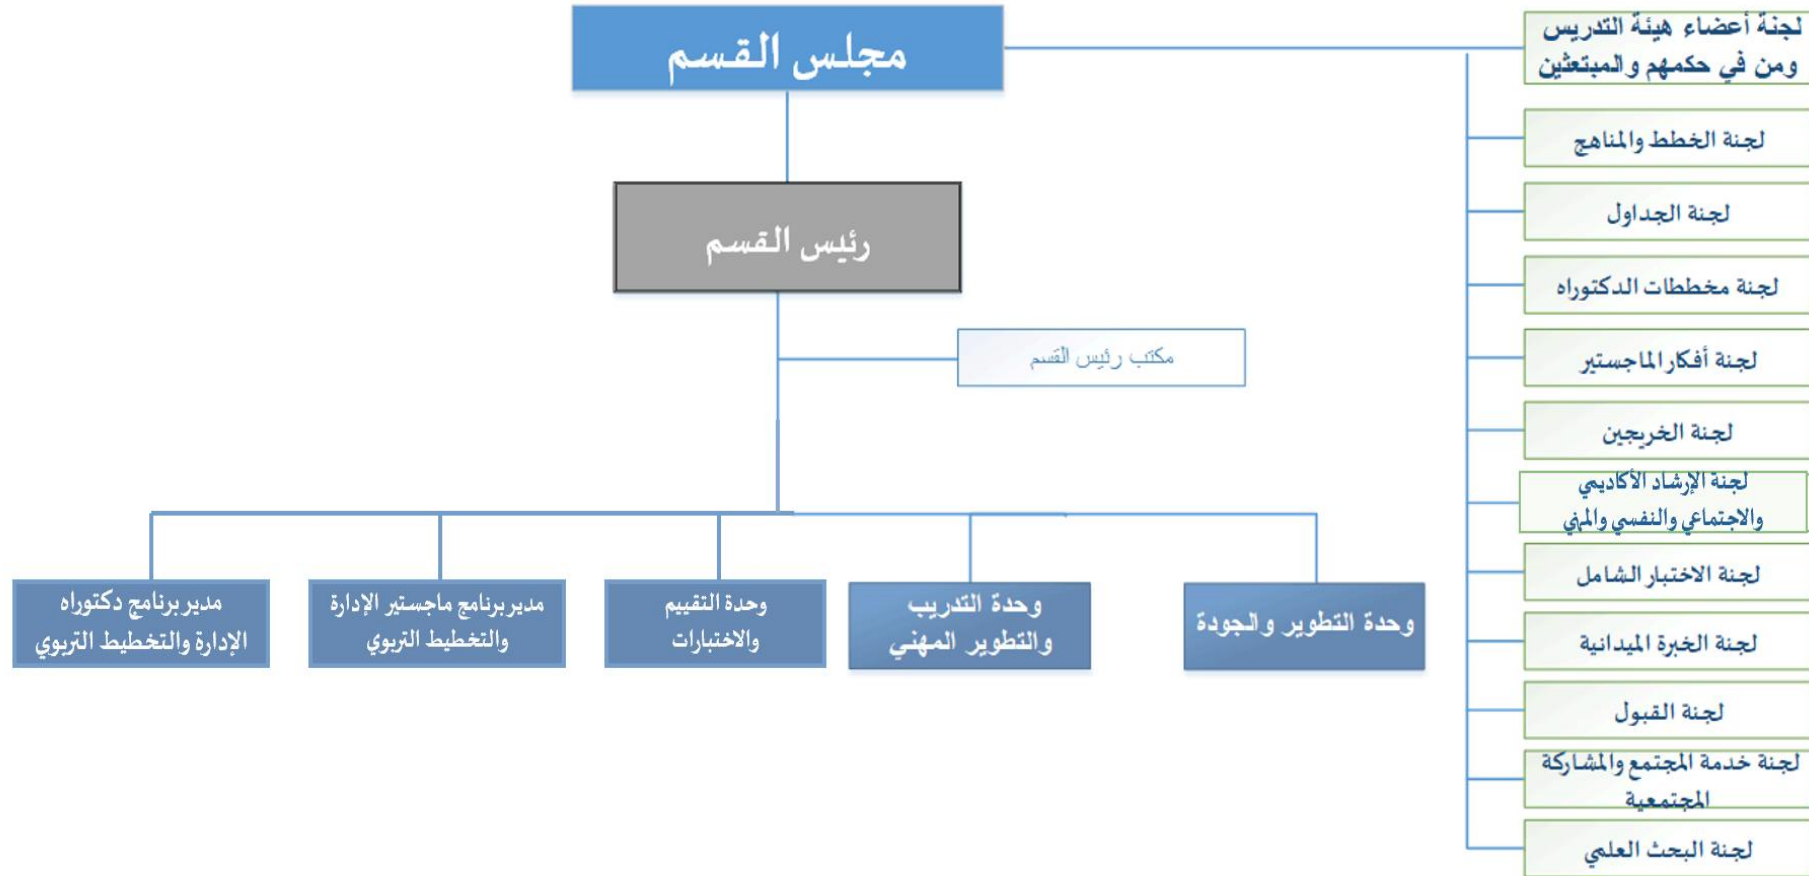 مجلس القسم
لجنة أعضاء هيئة التدريس
ومن في حكمهم والمبتعثين
لجنة الخطط والمناهج
لجنة الجداول
لجنة مخططات الدكتوراه
لجنة أفكار الماجستير
لجنة الخريجين
لجنة الإرشاد الأكاديمي
والاجتماعي والنفسي والمهني
لجنة الاختبار الشامل
لجنة الخبرة الميدانية
لجنة القبول
لجنة خدمة المجتمع والمشاركة
المجتمعية
لجنة البحث العلمي
رئيس القسم
مكتب رئيس القسم
وحدة التطوير والجودة
وحدة التدريب
والتطوير المهني
وحدة التقييم
والاختبارات
مدير برنامج ماجستير الإدارة
والتخطيط التربوي
مدير برنامج دكتوراه
الإدارة والتخطيط التربوي